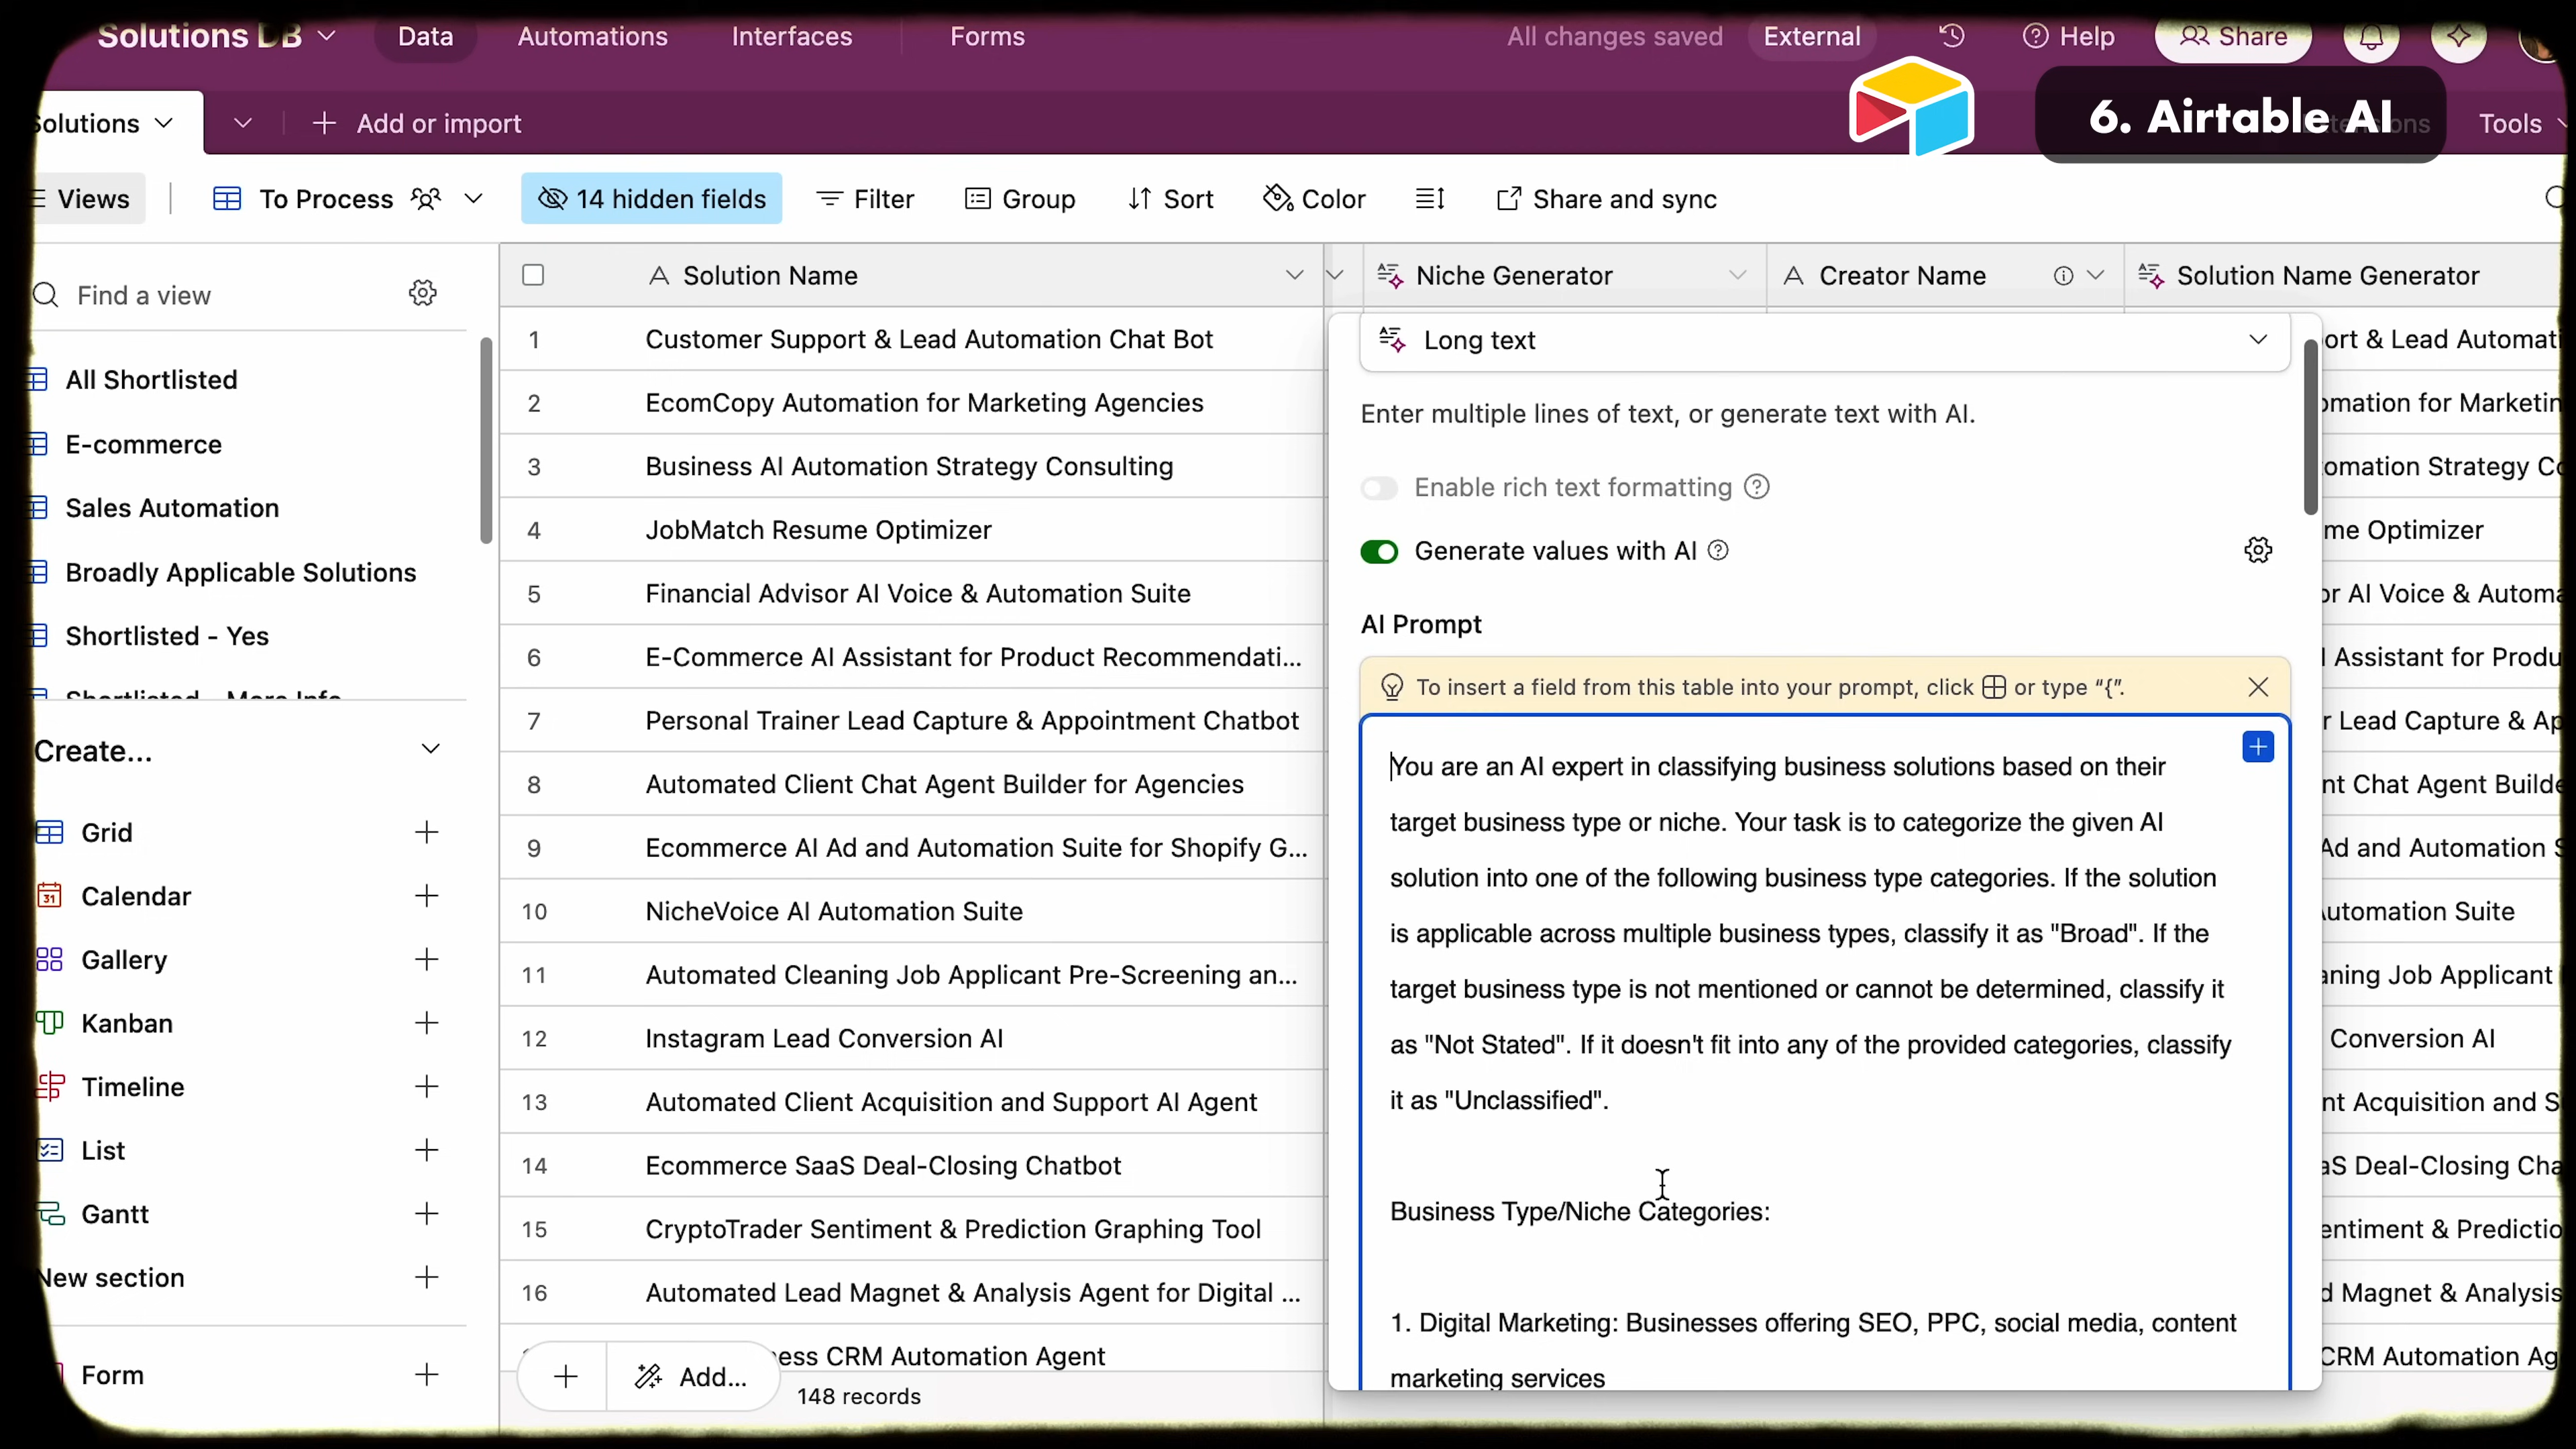 Solutions DB
Data
Automations
Interfaces
Forms
All changes saved
External
Help
Share
Solutions
Add or import
6. Airtable AI
Tools
Views
To Process
14 hidden fields
Filter
Group
Sort
Color
Share and sync
Find a view
All Shortlisted
E-commerce
Sales Automation
Broadly Applicable Solutions
Shortlisted - Yes
Shortlisted - More Info
Create...
Grid
31
Calendar
Gallery
Kanban
Timeline
List
Gantt
New section
Form
Solution Name
Niche Generator
Creator Name
Solution Name Generator
1 Customer Support & Lead Automation Chat Bot
2 EcomCopy Automation for Marketing Agencies
3 Business AI Automation Strategy Consulting
4 JobMatch Resume Optimizer
5 Financial Advisor AI Voice & Automation Suite
6 E-Commerce AI Assistant for Product Recommendati...
7 Personal Trainer Lead Capture & Appointment Chatbot
8 Automated Client Chat Agent Builder for Agencies
9 Ecommerce AI Ad and Automation Suite for Shopify G...
10 NicheVoice AI Automation Suite
11 Automated Cleaning Job Applicant Pre-Screening an...
12 Instagram Lead Conversion AI
13 Automated Client Acquisition and Support AI Agent
14 Ecommerce SaaS Deal-Closing Chatbot
15 CryptoTrader Sentiment & Prediction Graphing Tool
16 Automated Lead Magnet & Analysis Agent for Digital ...
ness CRM Automation Agent
Add...
148 records
Long text
Enter multiple lines of text, or generate text with AI.
Enable rich text formatting
Generate values with AI
AI Prompt
To insert a field from this table into your prompt, click or type “{”.
You are an AI expert in classifying business solutions based on their
target business type or niche. Your task is to categorize the given AI
solution into one of the following business type categories. If the solution
is applicable across multiple business types, classify it as "Broad". If the
target business type is not mentioned or cannot be determined, classify it
as "Not Stated". If it doesn't fit into any of the provided categories, classify
it as "Unclassified".
Business Type/Niche Categories:
1. Digital Marketing: Businesses offering SEO, PPC, social media, content
marketing services
ort & Lead Automati
omation for Marketin
tomation Strategy Co
me Optimizer
or AI Voice & Automa
I Assistant for Produ
r Lead Capture & Ap
nt Chat Agent Builde
Ad and Automation S
Automation Suite
aning Job Applicant
Conversion AI
nt Acquisition and S
aS Deal-Closing Cha
entiment & Predictio
d Magnet & Analysis
CRM Automation Ag